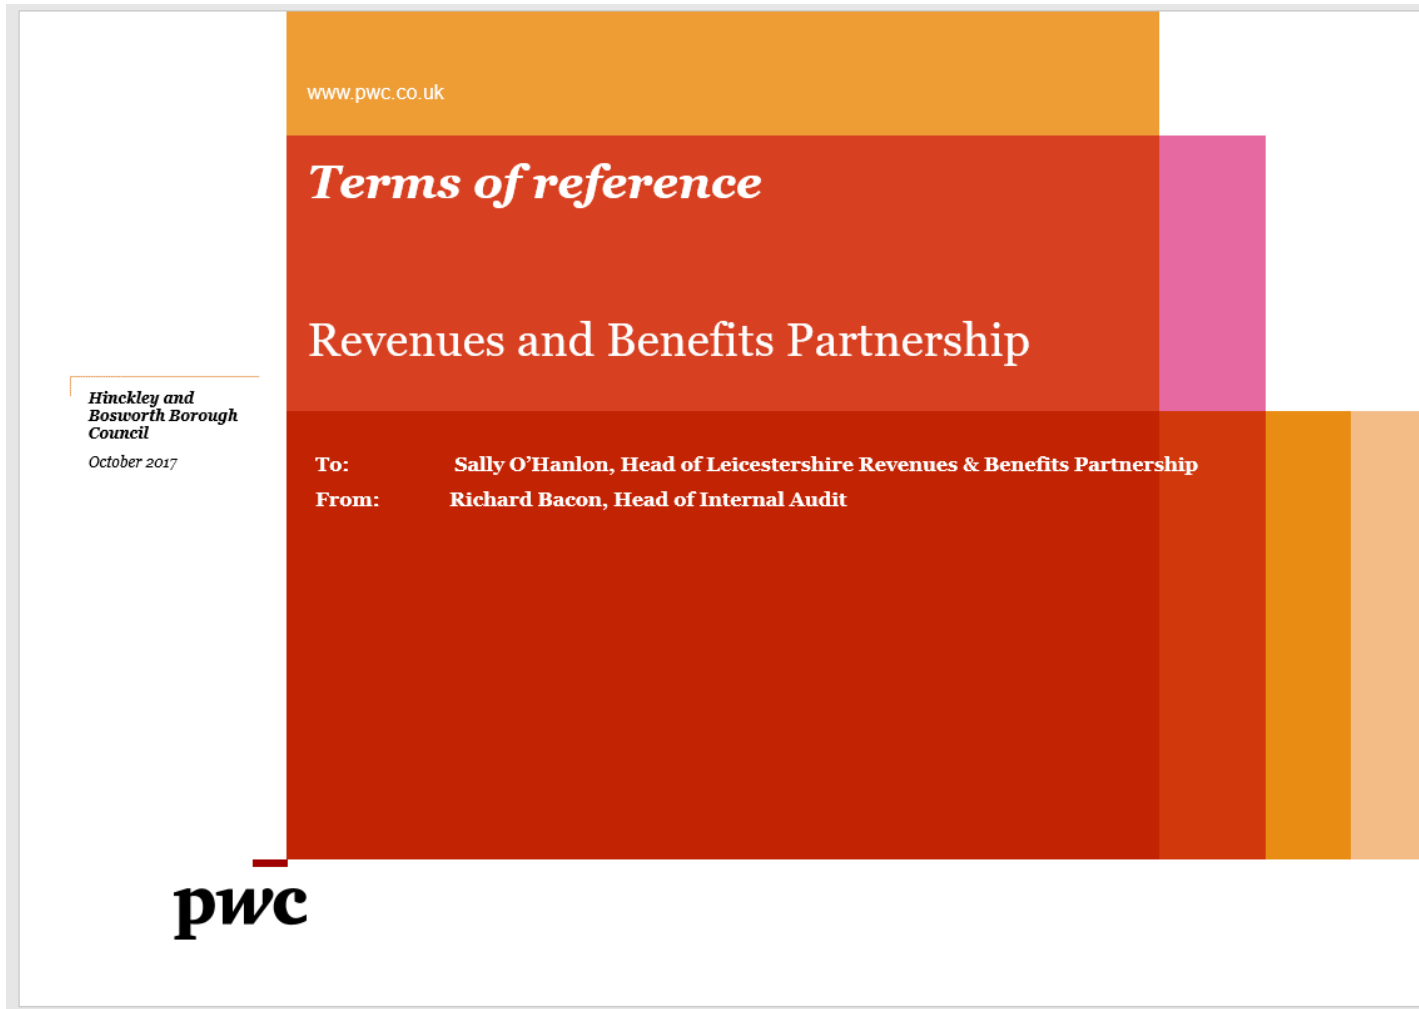 www.pwc.co.uk
Terms of reference
Revenues and Benefits Partnership
Hinckley and
Bosworth Borough
Council
October 2017
To: Sally O’Hanlon, Head of Leicestershire Revenues & Benefits Partnership
From: Richard Bacon, Head of Internal Audit
pwc